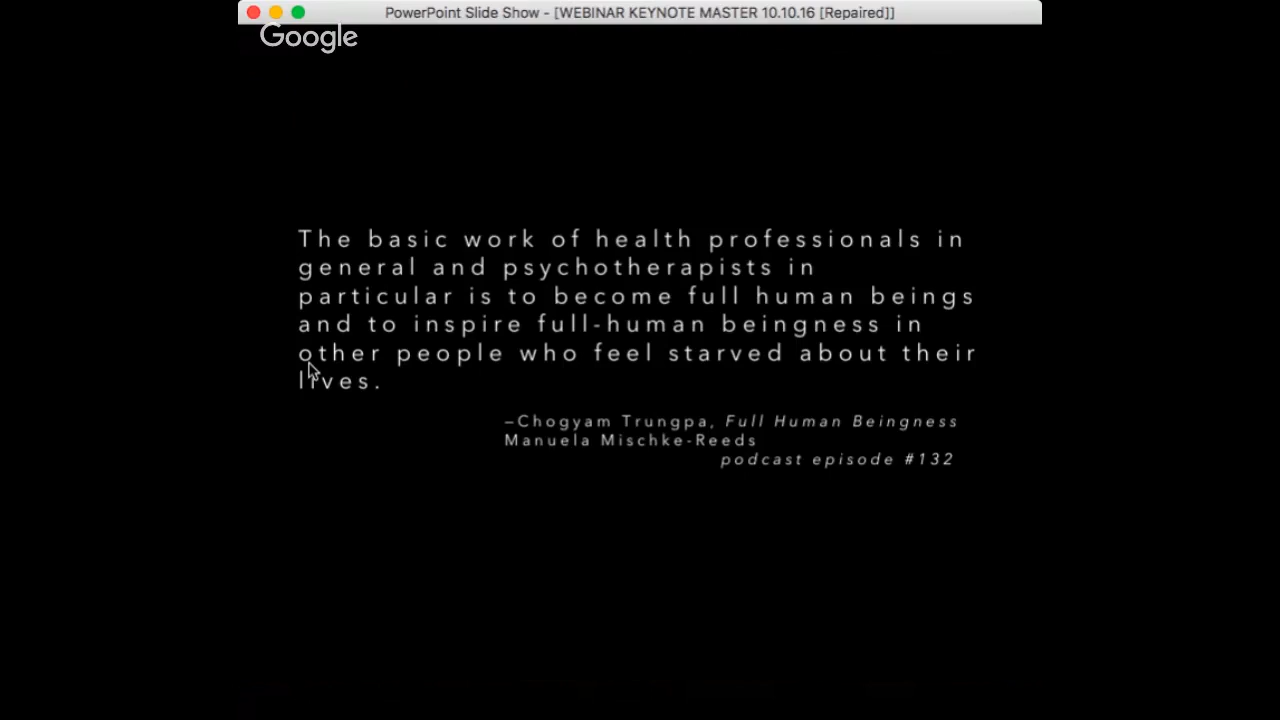 PowerPoint Slide Show - [WEBINAR KEYNOTE MASTER 10.10.16 [Repaired]]
Google
The basic work of health professionals in
general and psychotherapists in
particular is to become full human beings
and to inspire full-human beingness in
other people who feel starved about their
lives.
–Chogyam Trungpa, Full Human Beingness
Manuela Mischke-Reeds
podcast episode #132